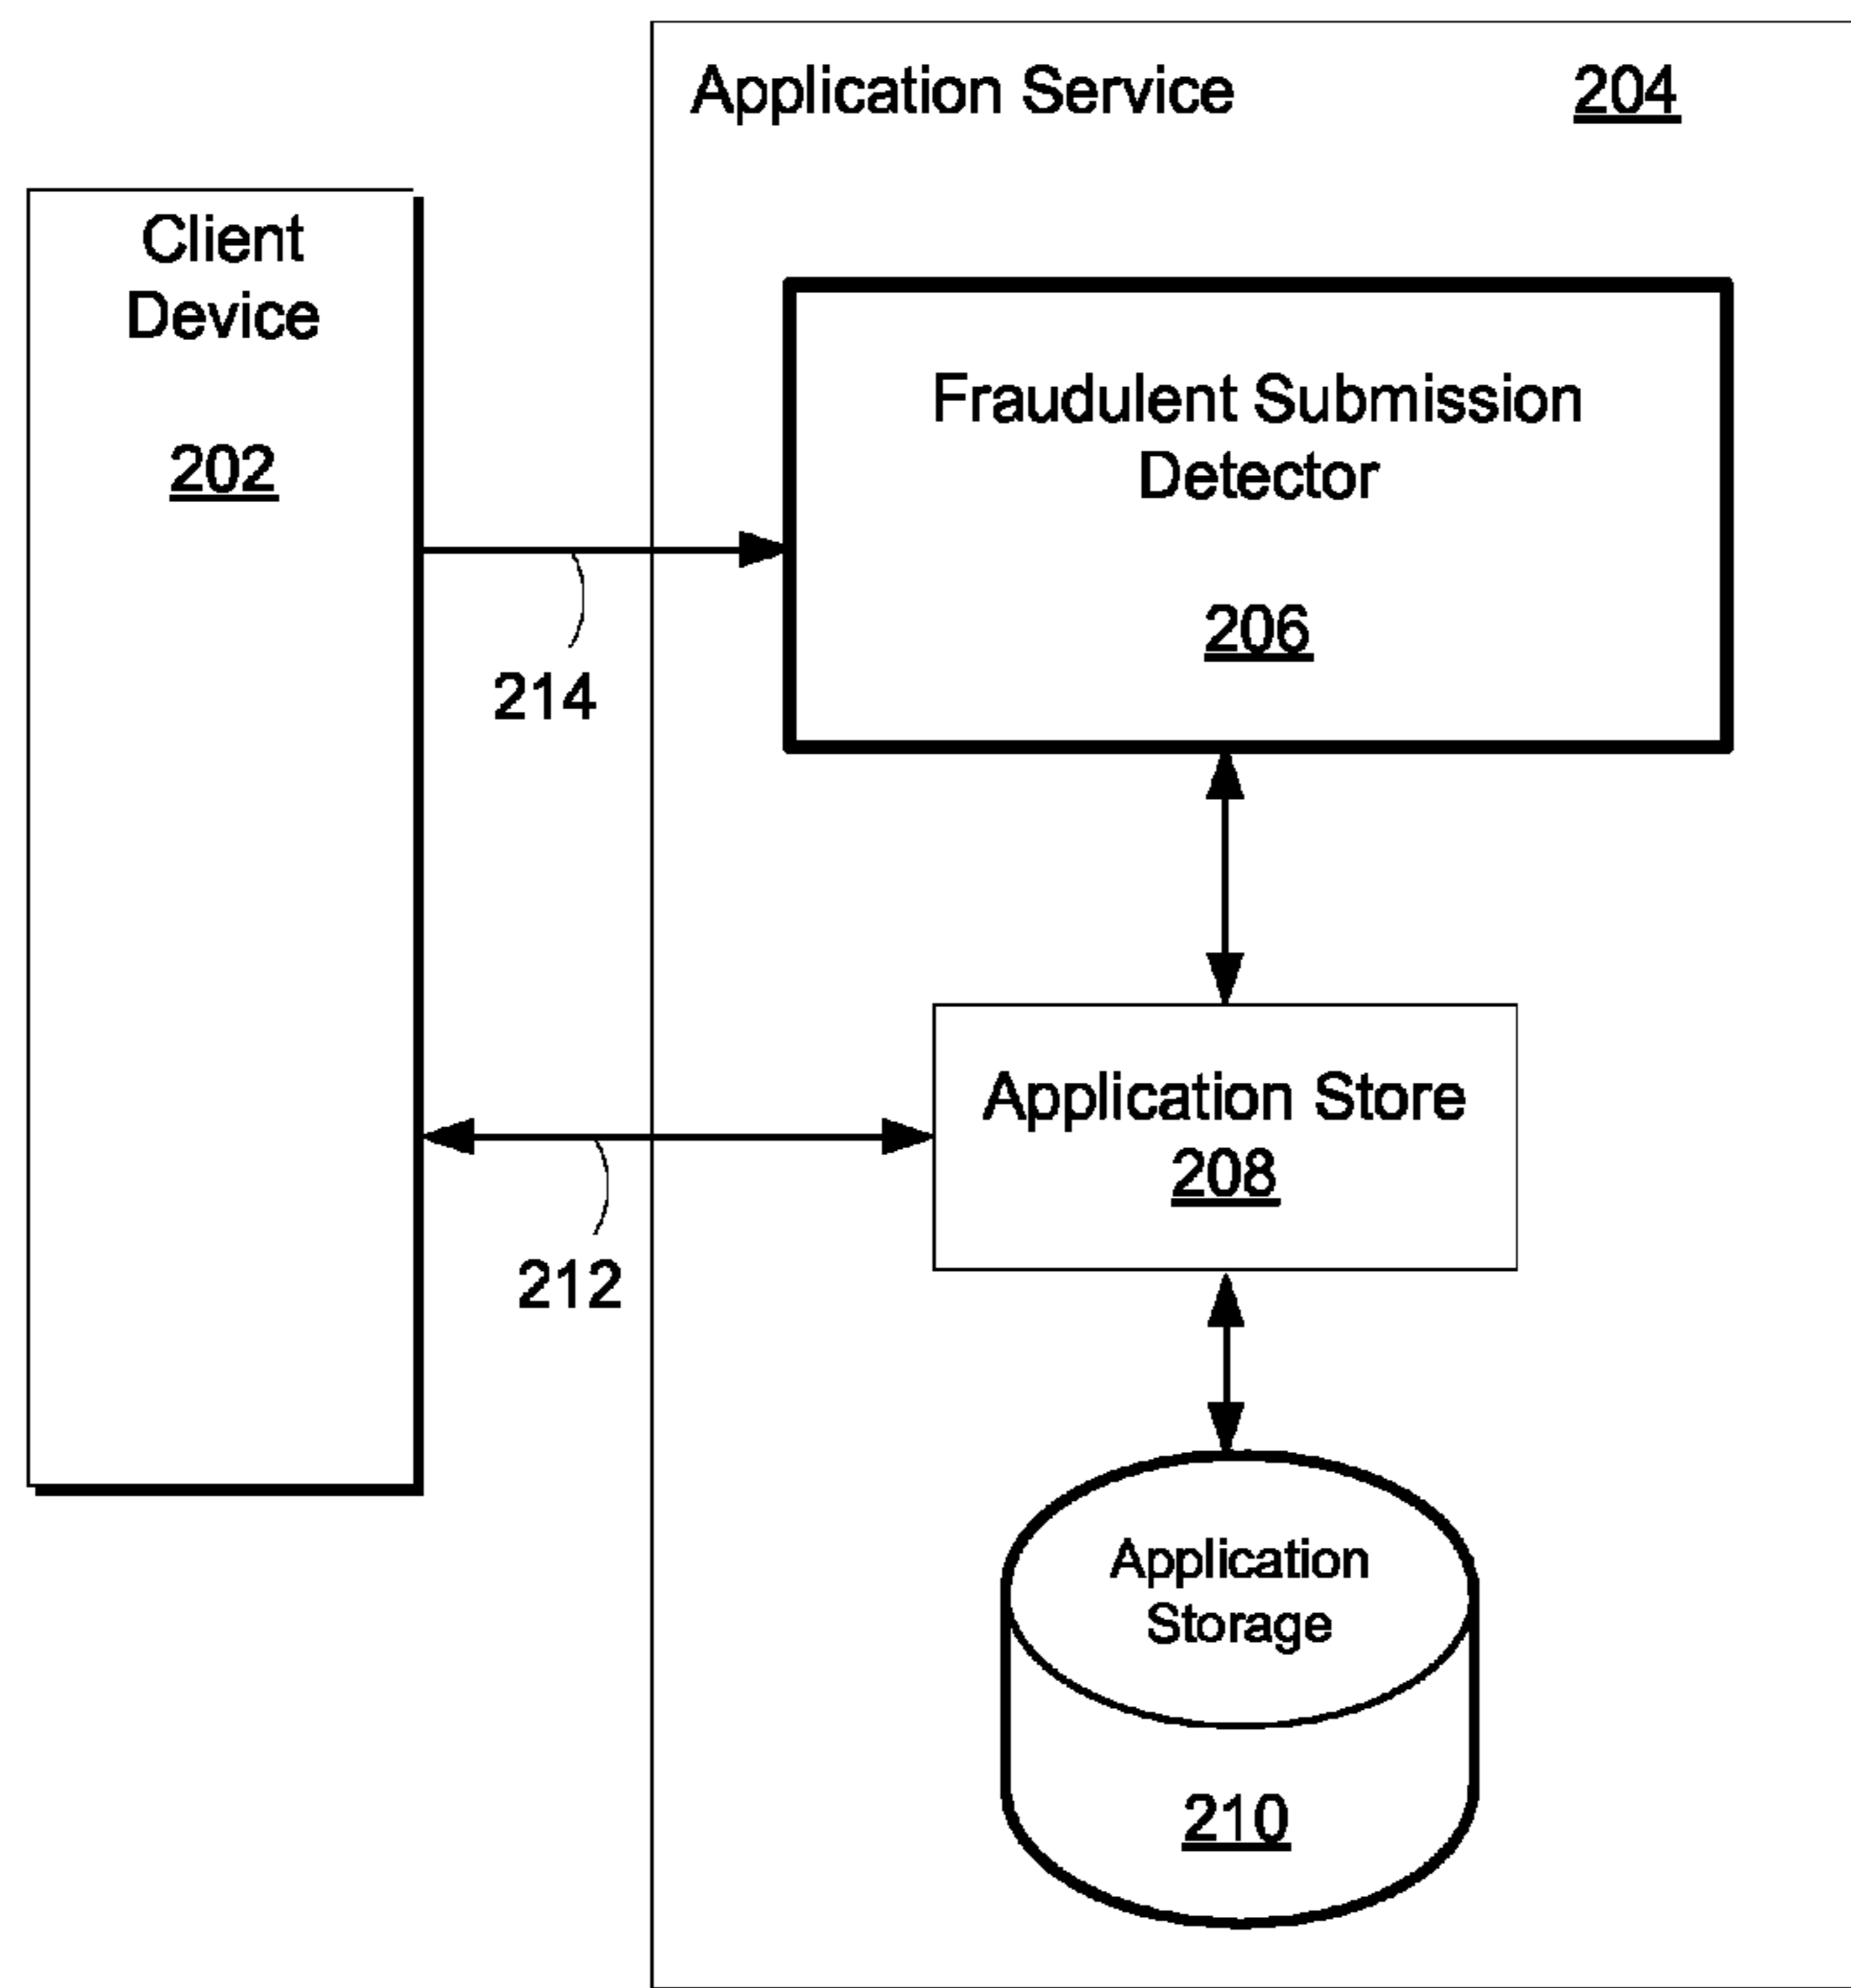 Application Service 204
Client
Device
202
Fraudulent Submission
Detector
206
214
Application Store
208
212
Application
Storage
210